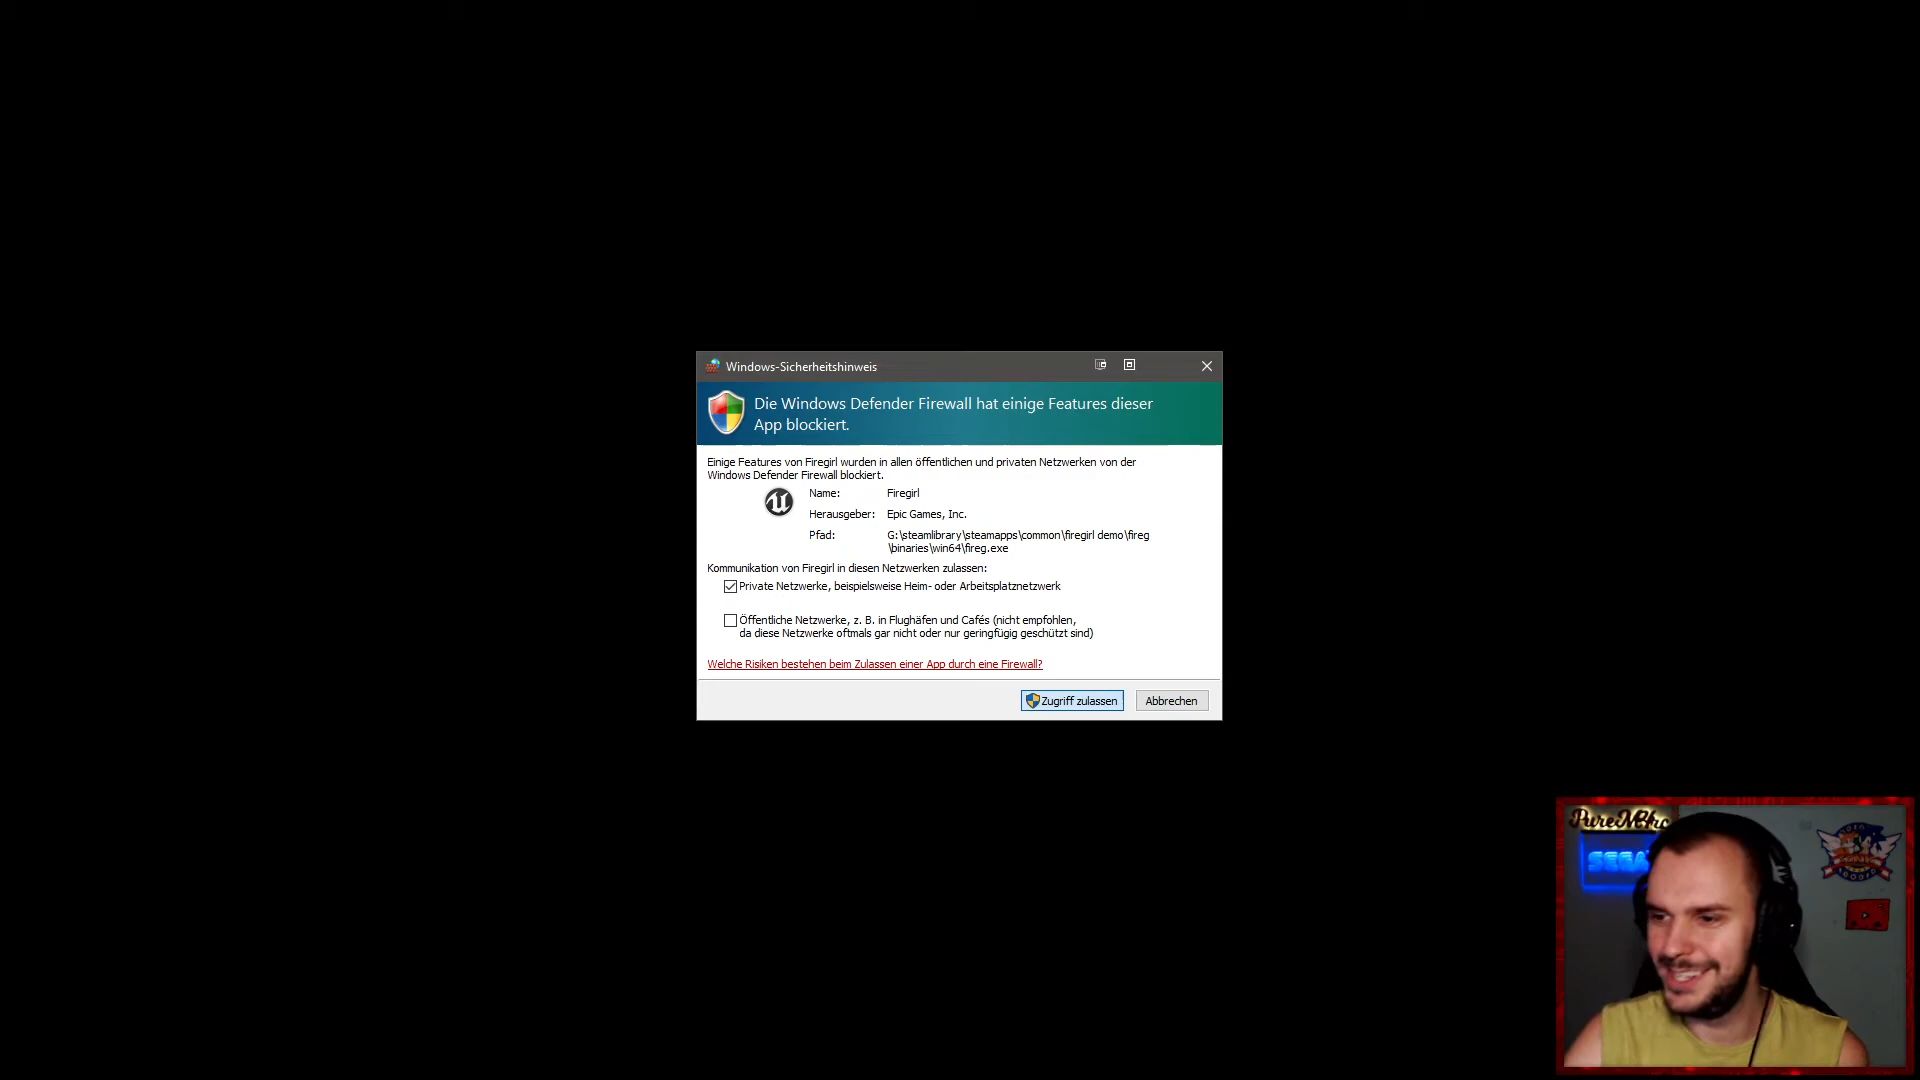 Windows-Sicherheitshinweis
Die Windows Defender Firewall hat einige Features dieser
App blockiert.
Einige Features von Firegirl wurden in allen öffentlichen und privaten Netzwerken von der
Windows Defender Firewall blockiert.
Name: Firegirl
Herausgeber: Epic Games, Inc.
Pfad: G:\steamlibrary\steamapps\common\firegirl demo\fireg
\binaries\win64\fireg.exe
Kommunikation von Firegirl in diesen Netzwerken zulassen:
Private Netzwerke, beispielsweise Heim- oder Arbeitsplatznetzwerk
Öffentliche Netzwerke, z. B. in Flughäfen und Cafés (nicht empfohlen,
da diese Netzwerke oftmals gar nicht oder nur geringfügig geschützt sind)
Welche Risiken bestehen beim Zulassen einer App durch eine Firewall?
Zugriff zulassen Abbrechen
SEGA